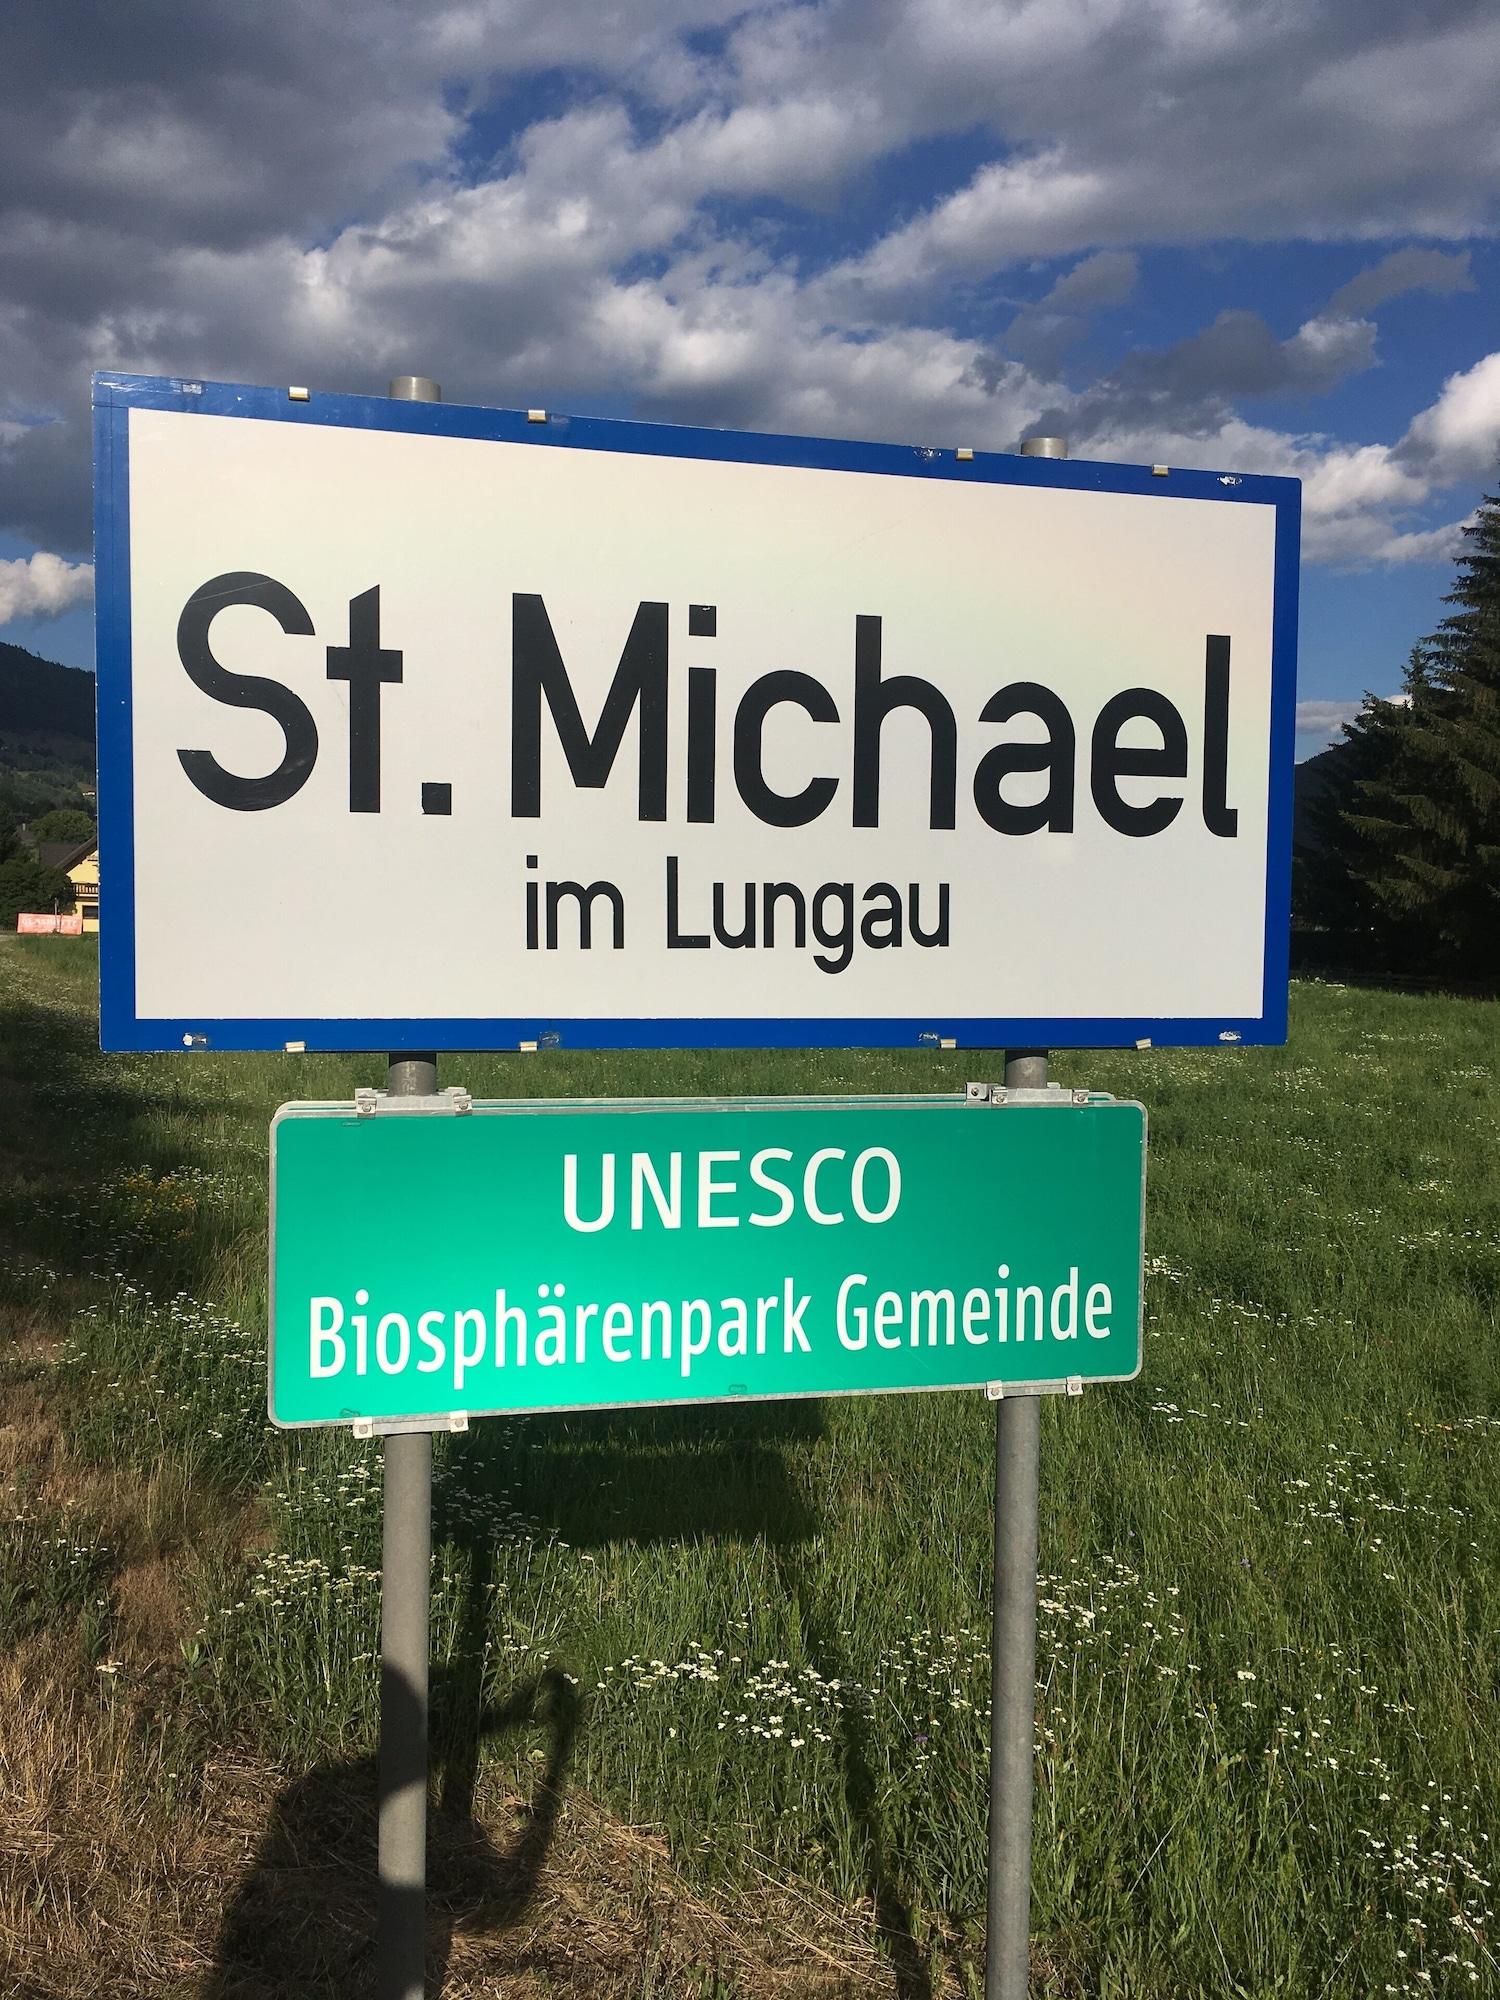 St. Michael
im Lungau
UNESCO
Biosphärenpark Gemeinde